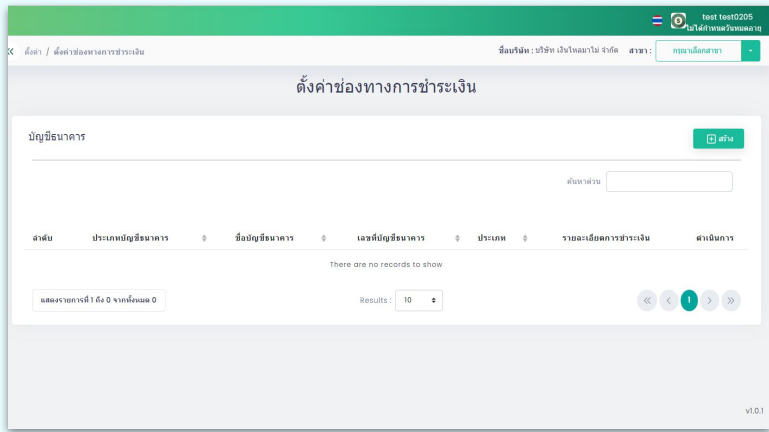 test test0205
ไม่ได้กำหนดวันหมดอายุ
ตั้งค่า / ตั้งค่าช่องทางการชำระเงิน
ชื่อบริษัท : บริษัท เงินไหลมาไม่ จำกัด สาขา : กรุณาเลือกสาขา
ตั้งค่าช่องทางการชำระเงิน
บัญชีธนาคาร
สร้าง
ค้นหาด่วน
ลำดับ ประเภทบัญชีธนาคาร ชื่อบัญชีธนาคาร เลขที่บัญชีธนาคาร ประเภท รายละเอียดการชำระเงิน ดำเนินการ
There are no records to show
แสดงรายการที่ 1 ถึง 0 จากทั้งหมด 0 Results : 10 « ‹ 1 › »
v1.0.1